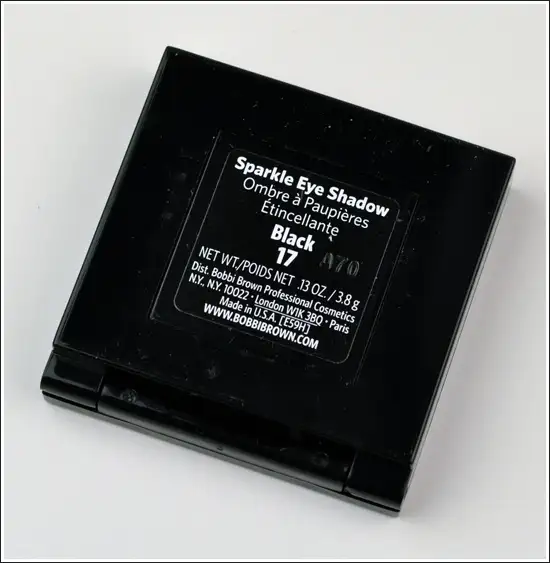 Sparkle Eye Shadow
Ombre à Paupières
Étincellante
Black
17 A70
NET WT./POIDS NET .13 OZ. / 3.8 g
Dist. Bobbi Brown Professional Cosmetics
N.Y., N.Y. 10022 · London W1K 3BQ · Paris
Made in U.S.A. [E59H]
WWW.BOBBIBROWN.COM